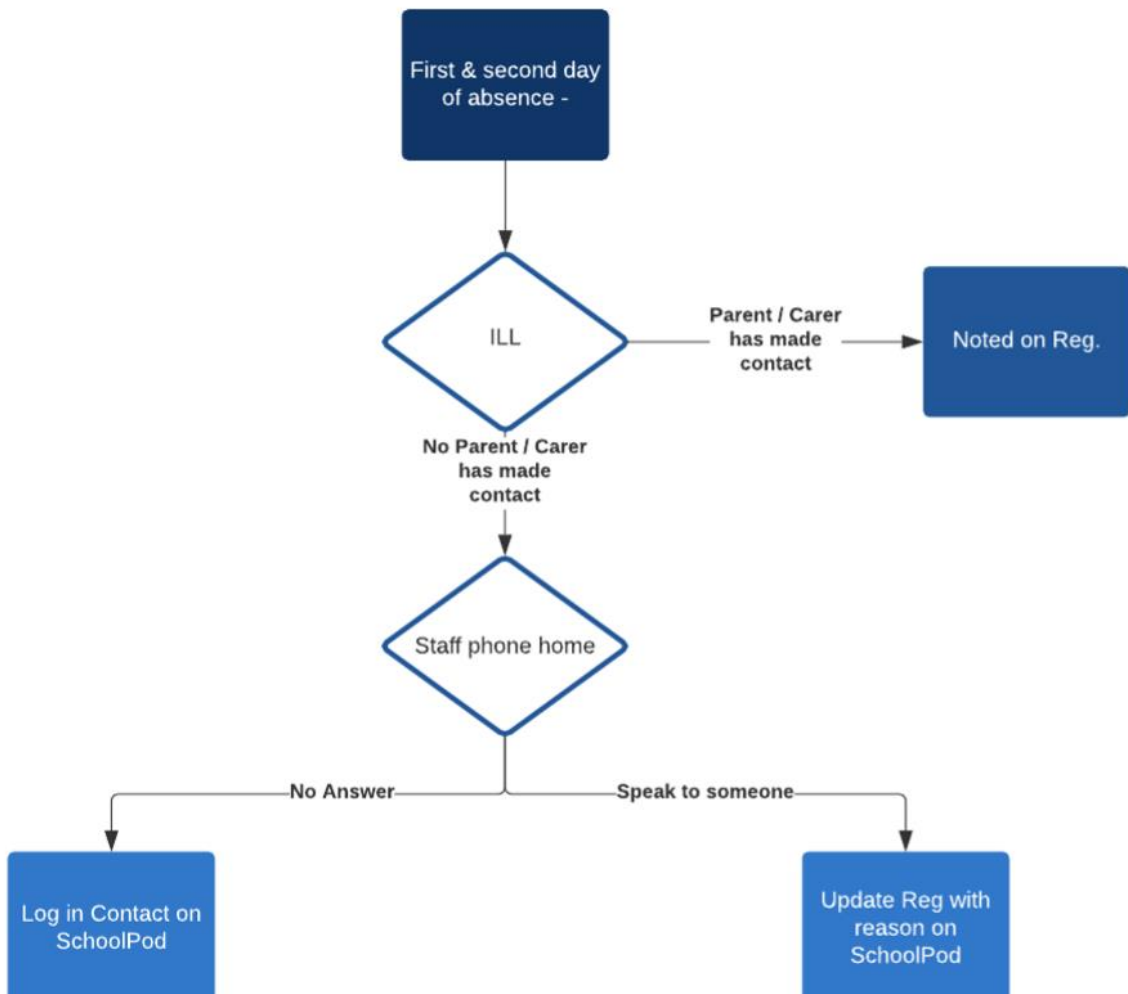 First & second day
of absence -
ILL
Parent / Carer
has made
contact
Noted on Reg.
No Parent / Carer
has made
contact
Staff phone home
No Answer
Speak to someone
Log in Contact on
SchoolPod
Update Reg with
reason on
SchoolPod